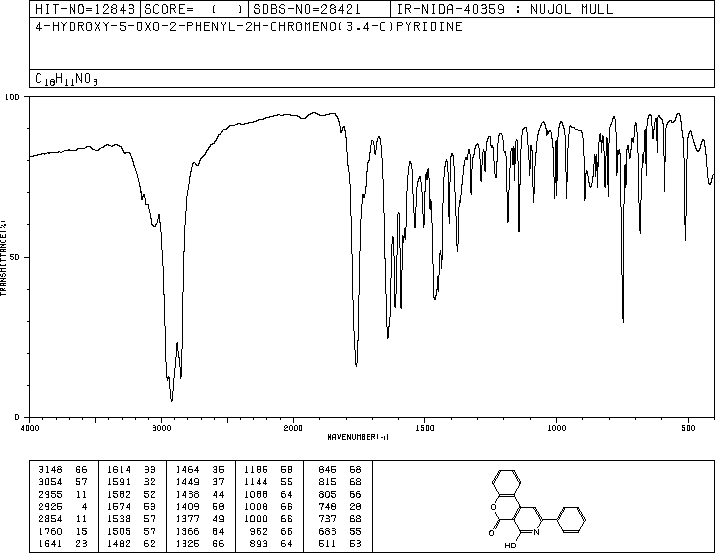 HIT-NO=12843 SCORE= ( ) SDBS-NO=28421 IR-NIDA-40359 : NUJOL MULL
4-HYDROXY-5-OXO-2-PHENYL-2H-CHROMENO(3,4-C)PYRIDINE
C18H11NO3
100
50
0
TRANSMITTANCE(%)
4000 3000 2000 1500 1000 500
WAVENUMBER(-1)
3148 66 1614 33 1464 35 1186 58 845 68
3054 57 1591 32 1449 37 1144 55 815 68
2955 11 1582 52 1438 44 1088 64 805 66
2925 4 1574 53 1409 58 1008 66 748 28
2854 11 1538 57 1377 49 1000 66 737 68
1760 15 1505 57 1366 84 962 66 683 55
1641 23 1482 62 1325 66 893 64 511 53
O
O
N
HO